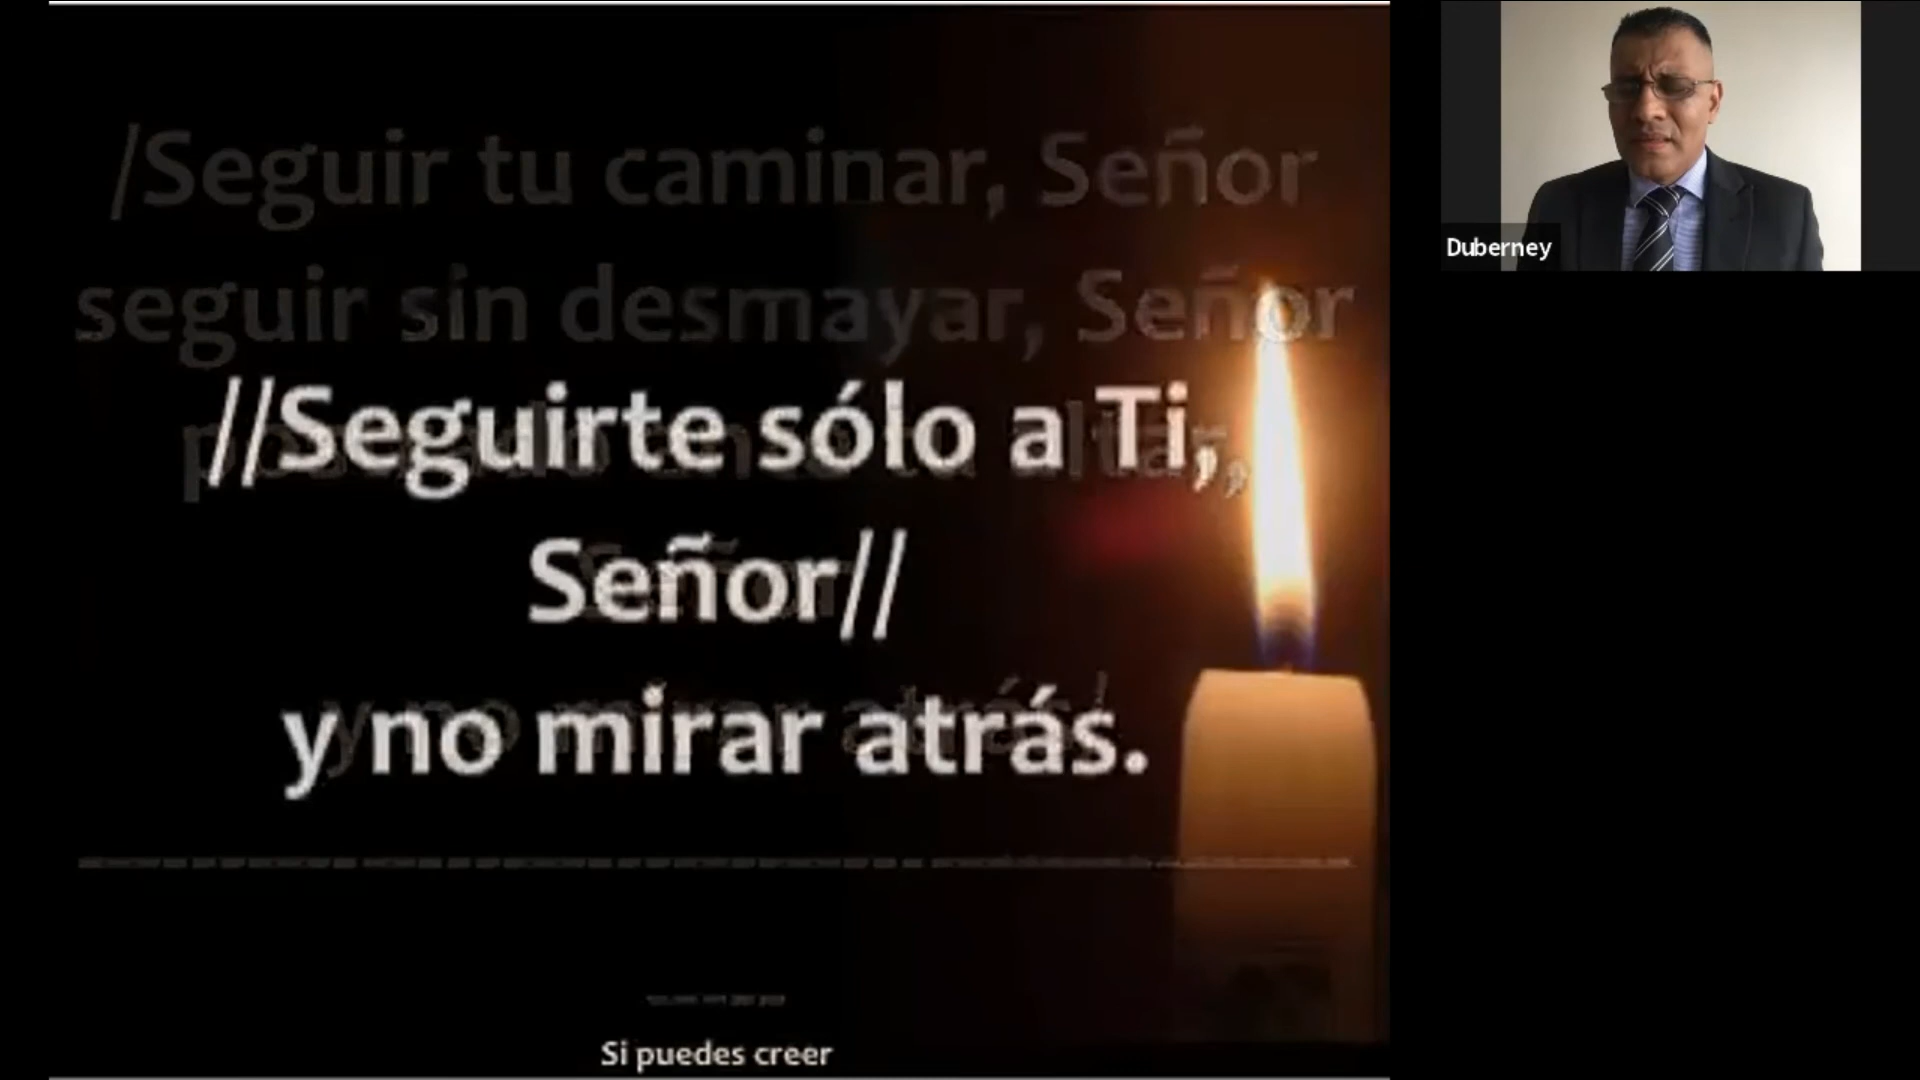 /Seguir tu caminar, Señor
seguir sin desmayar, Señor
//Seguirte sólo a Ti,
Señor//
y no mirar atrás.
Si puedes creer
Duberney